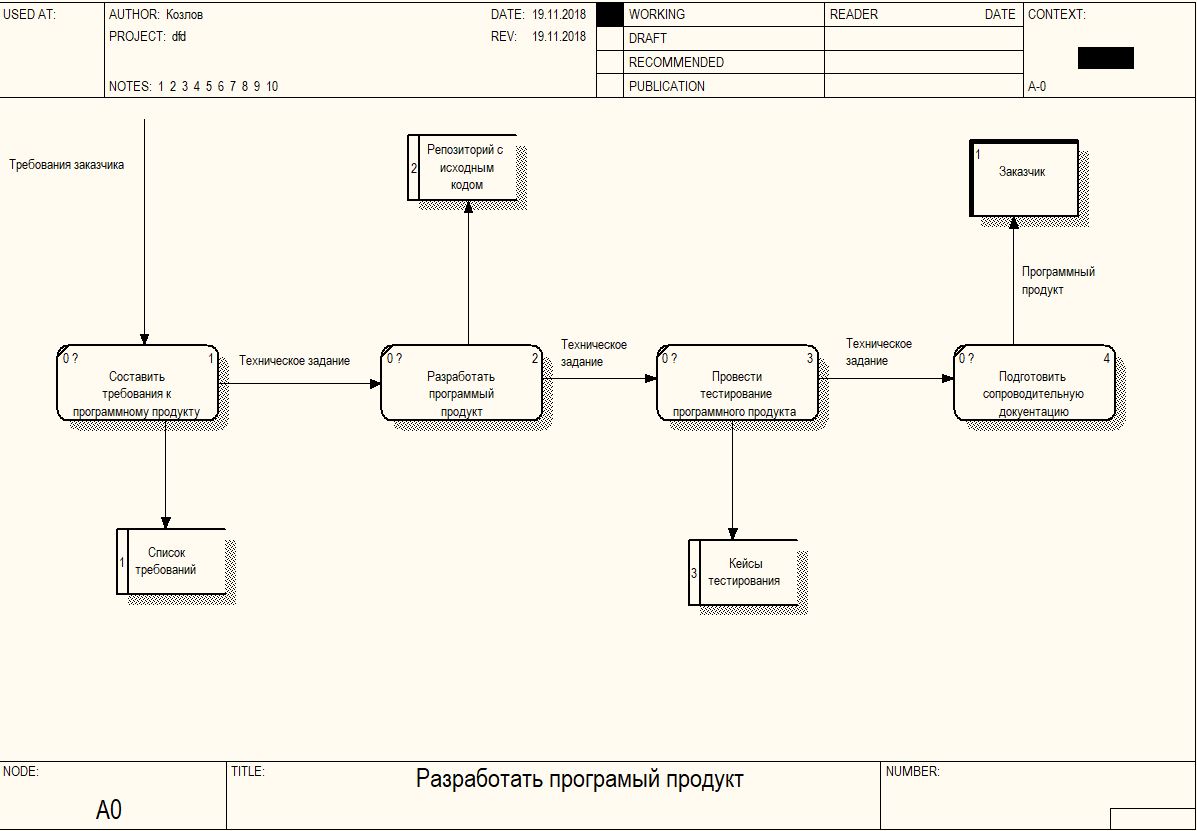 USED AT:
AUTHOR: Козлов
DATE: 19.11.2018
PROJECT: dfd
REV: 19.11.2018
NOTES: 1 2 3 4 5 6 7 8 9 10
WORKING
DRAFT
RECOMMENDED
PUBLICATION
READER
DATE
CONTEXT:
A-0
Требования заказчика
2
Репозиторий с
исходным
кодом
1
Заказчик
Программный
продукт
0 ?
1
Составить
требования к
программному продукту
Техническое задание
0 ?
2
Разработать
программый
продукт
Техническое
задание
0 ?
3
Провести
тестирование
программного продукта
Техническое
задание
0 ?
4
Подготовить
сопроводительную
докуентацию
1
Список
требований
3
Кейсы
тестирования
NODE:
A0
TITLE:
Разработать програмый продукт
NUMBER: